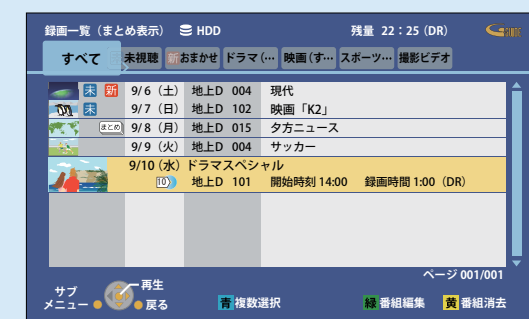 録画一覧（まとめ表示） HDD 残量 22：25 (DR) G GUIDE
すべて 未視聴 新おまかせ ドラマ（… 映画（す… スポーツ… 撮影ビデオ
未 新 9/6（土） 地上D 004 現代
未 9/7（日） 地上D 102 映画「K2」
まとめ 9/8（月） 地上D 015 夕方ニュース
9/9（火） 地上D 004 サッカー
9/10（水）ドラマスペシャル
10 地上D 101 開始時刻 14:00 録画時間 1:00（DR）
ページ 001/001
サブ
メニュー
再生
戻る
青 複数選択 緑 番組編集 黄 番組消去